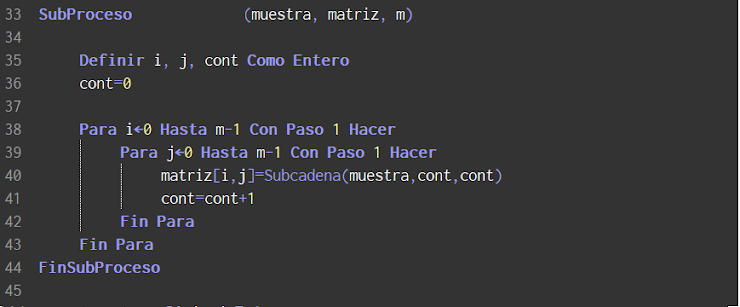 33 SubProceso (muestra, matriz, m)
34
35 Definir i, j, cont Como Entero
36 cont=0
37
38 Para i←0 Hasta m-1 Con Paso 1 Hacer
39 Para j←0 Hasta m-1 Con Paso 1 Hacer
40 matriz[i,j]=Subcadena(muestra,cont,cont)
41 cont=cont+1
42 Fin Para
43 Fin Para
44 FinSubProceso
45